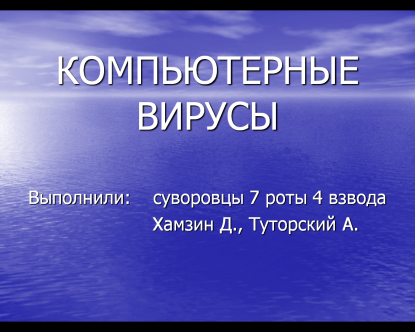 КОМПЬЮТЕРНЫЕ
ВИРУСЫ
Выполнили: суворовцы 7 роты 4 взвода
Хамзин Д., Туторский А.